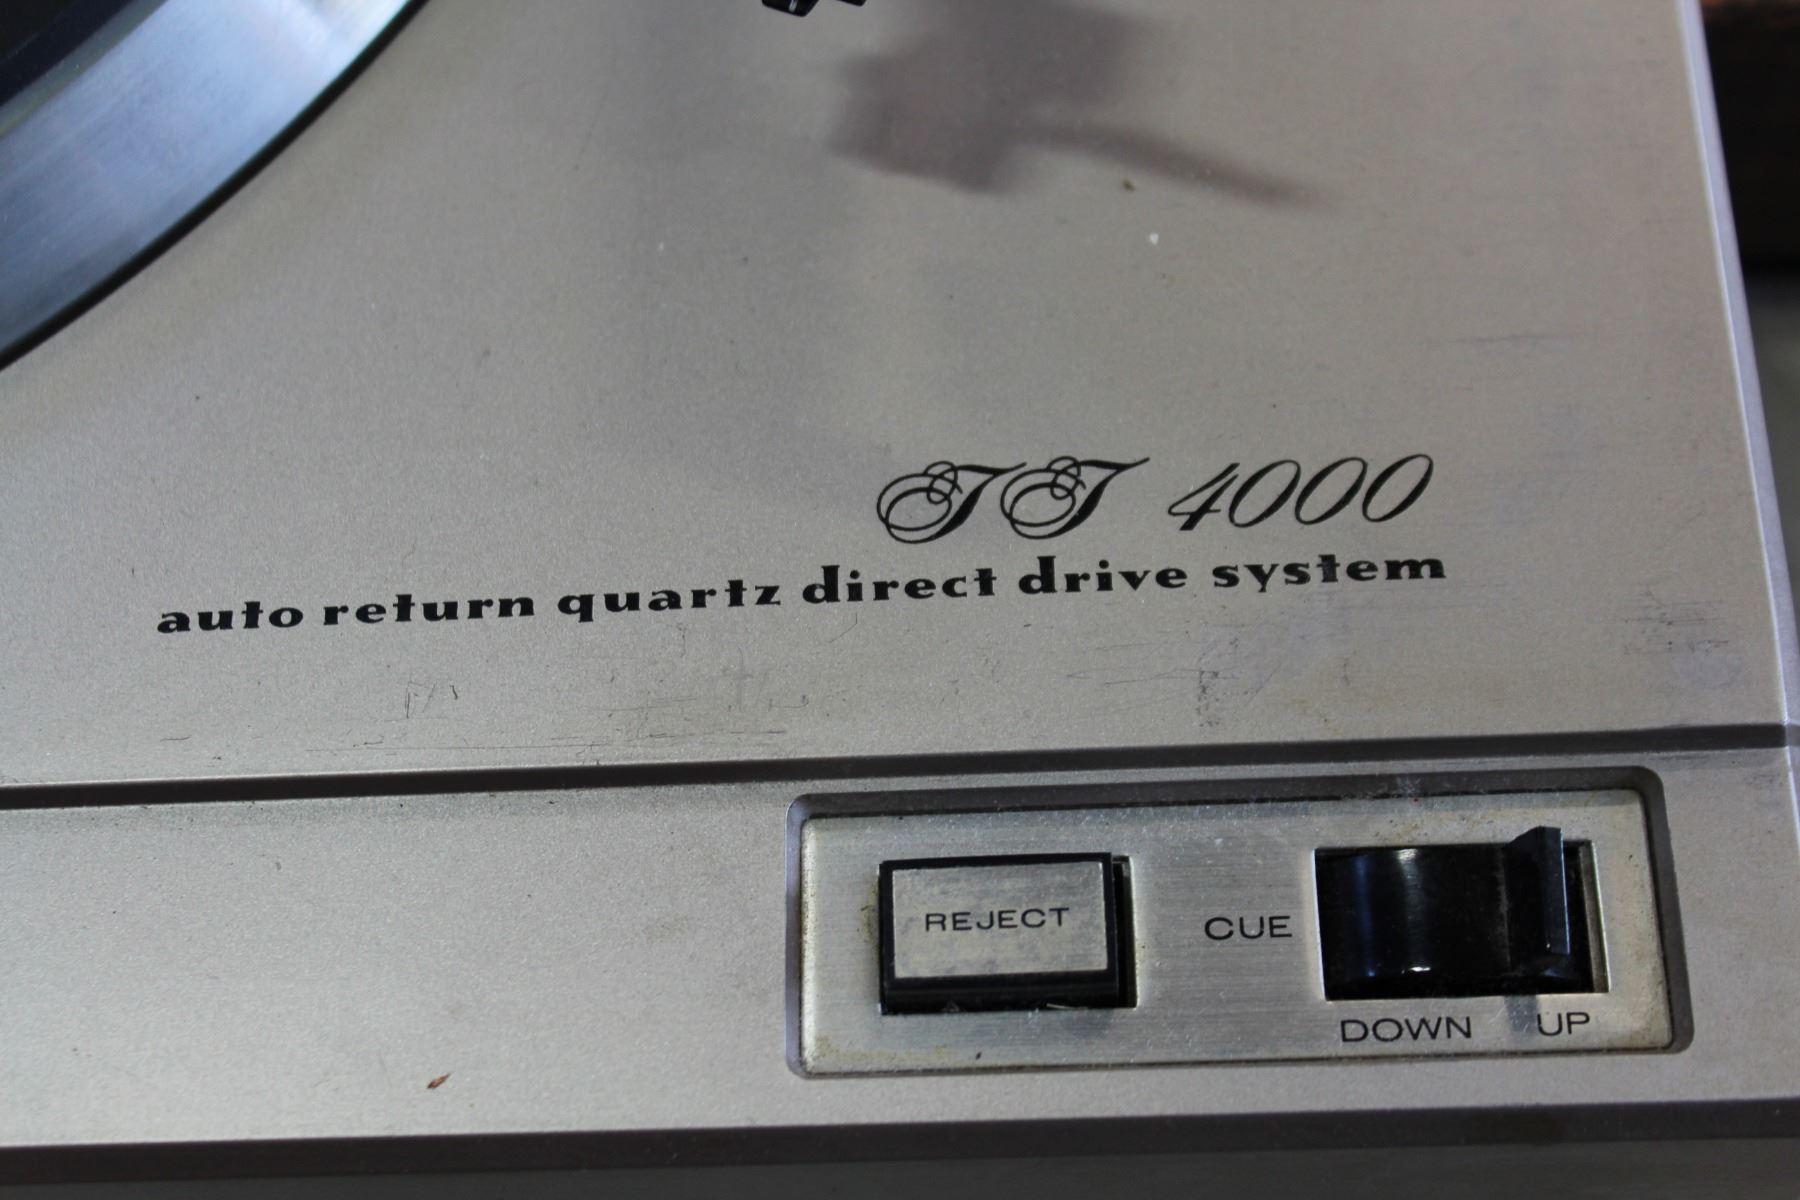 TT 4000
auto return quartz direct drive system
REJECT
CUE
DOWN UP